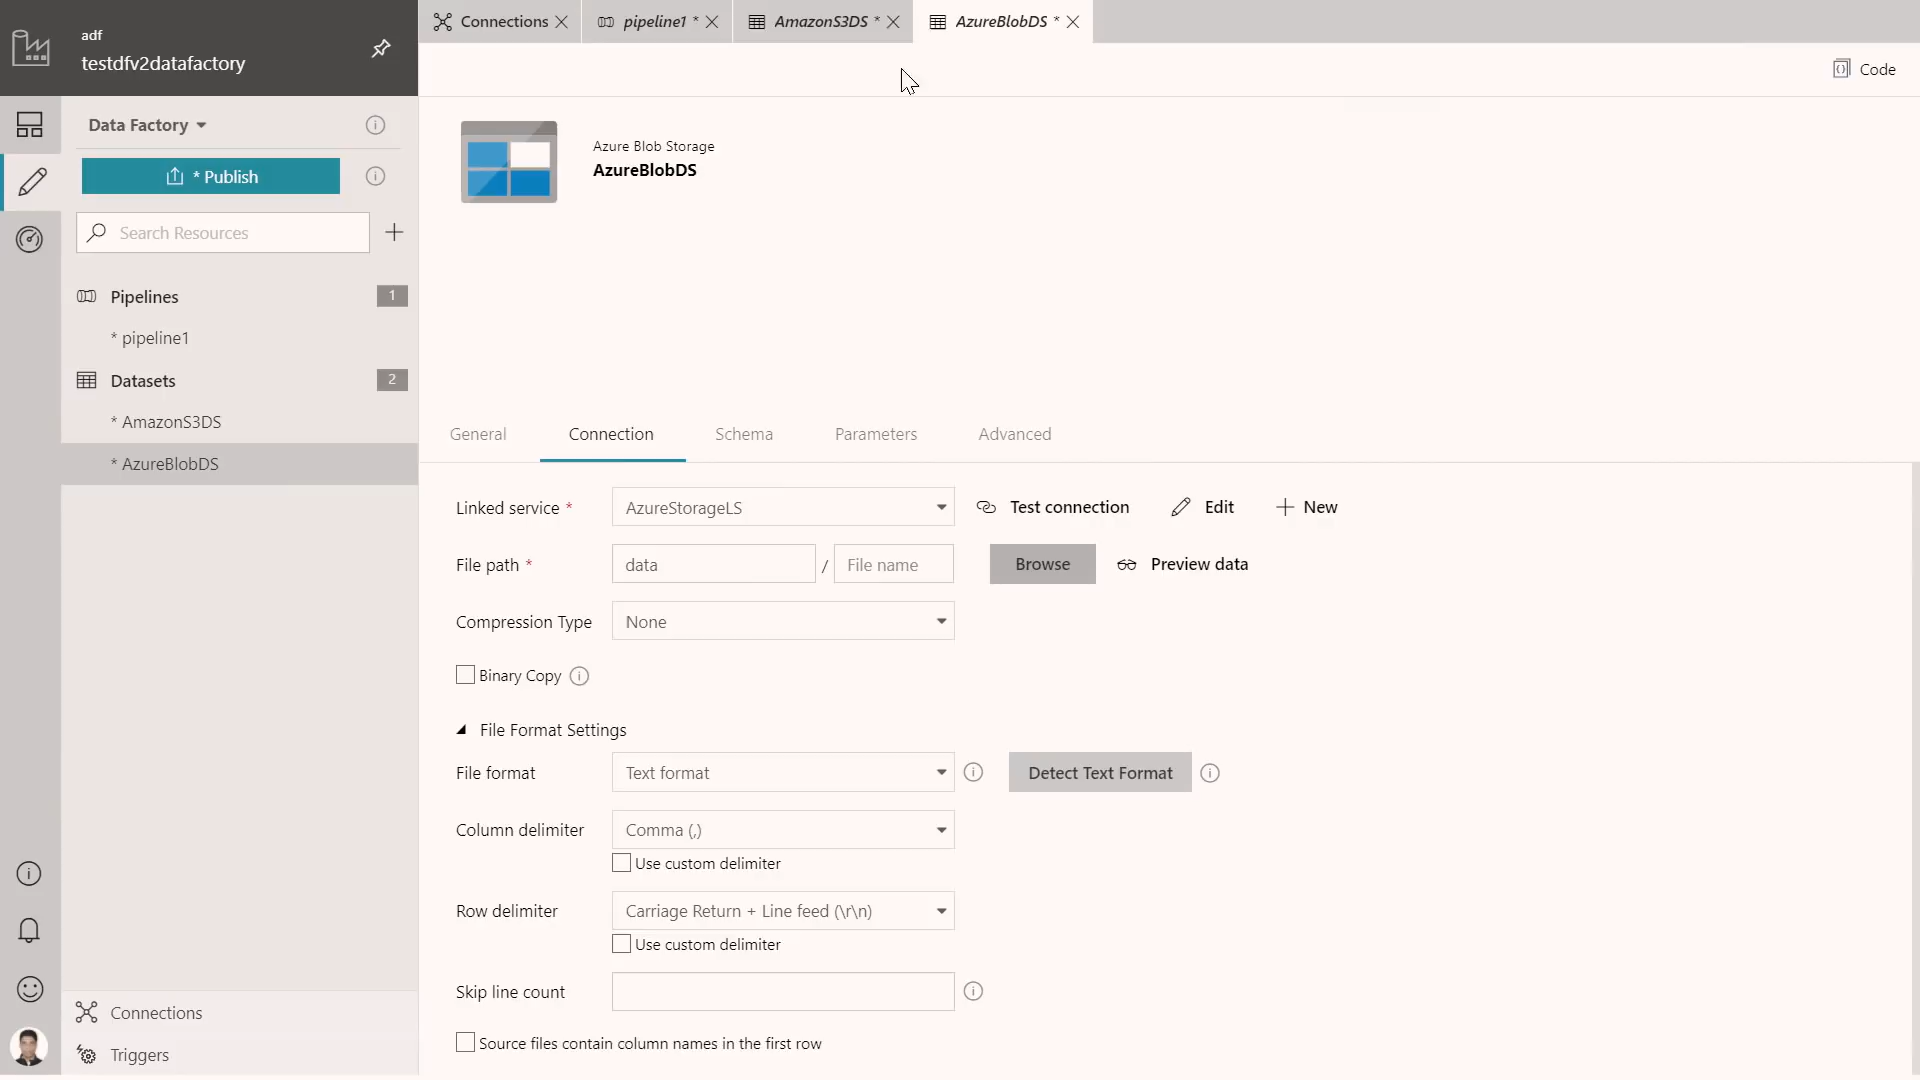 adf
testdfv2datafactory
Connections
pipeline1 *
AmazonS3DS *
AzureBlobDS *
Code
Data Factory
* Publish
Search Resources
Pipelines 1
* pipeline1
Datasets 2
* AmazonS3DS
* AzureBlobDS
Connections
Triggers
Azure Blob Storage
AzureBlobDS
General Connection Schema Parameters Advanced
Linked service * AzureStorageLS Test connection Edit New
File path * data / File name Browse Preview data
Compression Type None
Binary Copy
File Format Settings
File format Text format Detect Text Format
Column delimiter Comma (,)
Use custom delimiter
Row delimiter Carriage Return + Line feed (\r\n)
Use custom delimiter
Skip line count
Source files contain column names in the first row